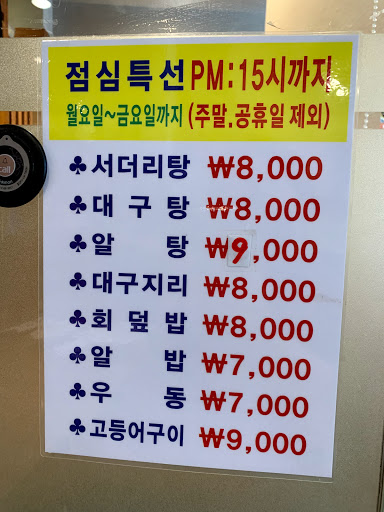 점심특선 PM:15시까지
월요일~금요일까지 (주말.공휴일 제외)
♣서더리탕 ₩8,000
♣대구탕 ₩8,000
♣알탕 ₩9,000
♣대구지리 ₩8,000
♣회덮밥 ₩8,000
♣알밥 ₩7,000
♣우동 ₩7,000
♣고등어구이 ₩9,000